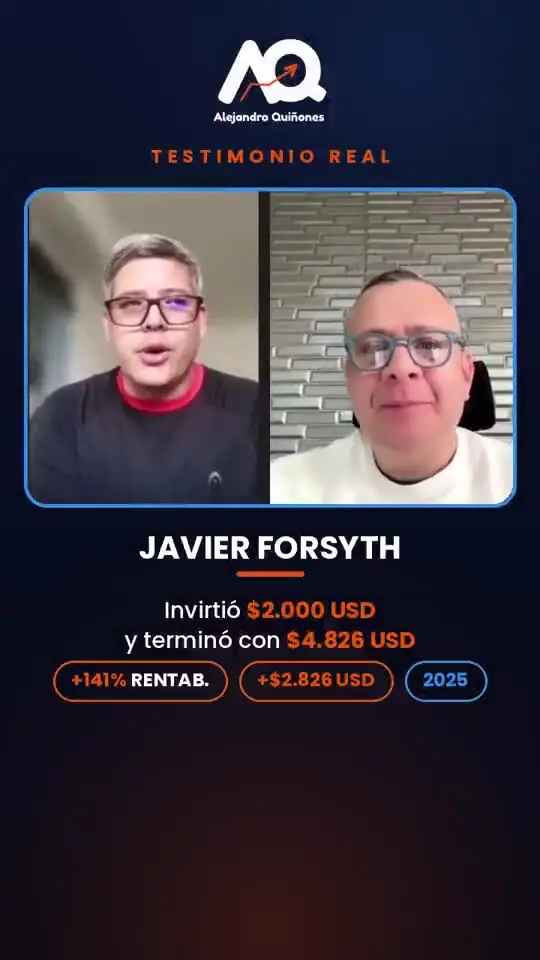 AQ
Alejandro Quiñones
TESTIMONIO REAL
JAVIER FORSYTH
Invirtió $2.000 USD
y terminó con $4.826 USD
+141% RENTAB.
+$2.826 USD
2025